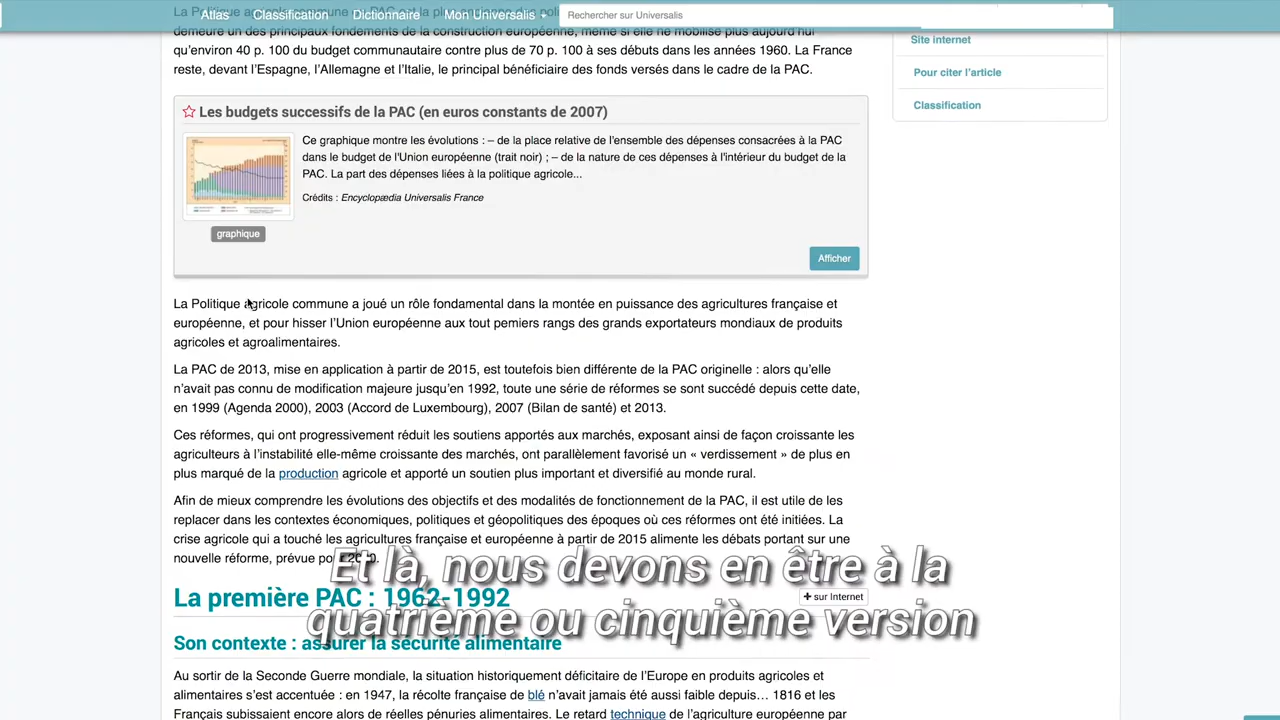 Atlas Classification Dictionnaire Mon Universalis
Rechercher sur Universalis
La Politique agricole commune
demeure un des principaux fondements de la construction européenne, même si elle ne mobilise plus aujourd'hui
qu'environ 40 p. 100 du budget communautaire contre plus de 70 p. 100 à ses débuts dans les années 1960. La France
reste, devant l'Espagne, l'Allemagne et l'Italie, le principal bénéficiaire des fonds versés dans le cadre de la PAC.
Site internet
Pour citer l'article
Classification
Les budgets successifs de la PAC (en euros constants de 2007)
Ce graphique montre les évolutions : – de la place relative de l'ensemble des dépenses consacrées à la PAC
dans le budget de l'Union européenne (trait noir) ; – de la nature de ces dépenses à l'intérieur du budget de la
PAC. La part des dépenses liées à la politique agricole...
Crédits : Encyclopædia Universalis France
graphique
Afficher
La Politique agricole commune a joué un rôle fondamental dans la montée en puissance des agricultures française et
européenne, et pour hisser l'Union européenne aux tout pemiers rangs des grands exportateurs mondiaux de produits
agricoles et agroalimentaires.
La PAC de 2013, mise en application à partir de 2015, est toutefois bien différente de la PAC originelle : alors qu'elle
n'avait pas connu de modification majeure jusqu'en 1992, toute une série de réformes se sont succédé depuis cette date,
en 1999 (Agenda 2000), 2003 (Accord de Luxembourg), 2007 (Bilan de santé) et 2013.
Ces réformes, qui ont progressivement réduit les soutiens apportés aux marchés, exposant ainsi de façon croissante les
agriculteurs à l'instabilité elle-même croissante des marchés, ont parallèlement favorisé un « verdissement » de plus en
plus marqué de la production agricole et apporté un soutien plus important et diversifié au monde rural.
Afin de mieux comprendre les évolutions des objectifs et des modalités de fonctionnement de la PAC, il est utile de les
replacer dans les contextes économiques, politiques et géopolitiques des époques où ces réformes ont été initiées. La
crise agricole qui a touché les agricultures française et européenne à partir de 2015 alimente les débats portant sur une
nouvelle réforme, prévue
Et là, nous devons en être à la
quatrième ou cinquième version
La première PAC : 1962-1992
+ sur Internet
Son contexte : assurer la sécurité alimentaire
Au sortir de la Seconde Guerre mondiale, la situation historiquement déficitaire de l'Europe en produits agricoles et
alimentaires s'est accentuée : en 1947, la récolte française de blé n'avait jamais été aussi faible depuis… 1816 et les
Français subissaient encore alors de réelles pénuries alimentaires. Le retard technique de l'agriculture européenne par